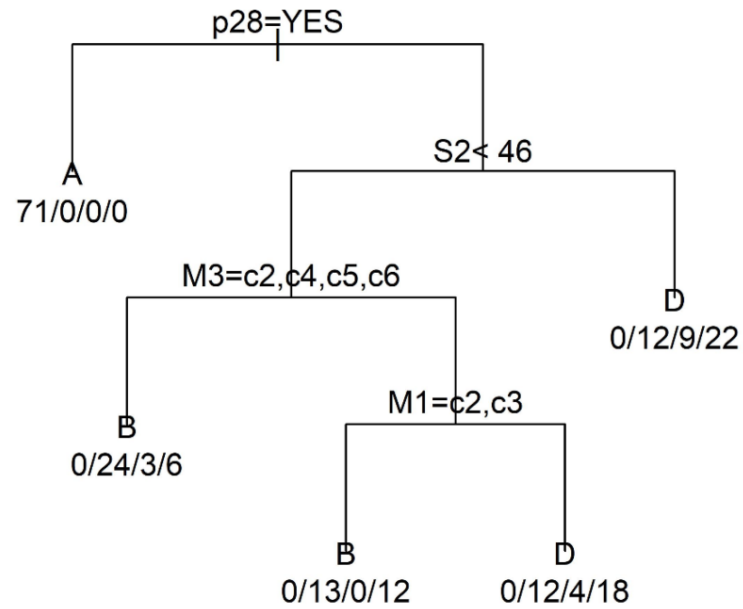 p28=YES
S2< 46
A
71/0/0/0
M3=c2,c4,c5,c6
D
0/12/9/22
M1=c2,c3
B
0/24/3/6
B
0/13/0/12
D
0/12/4/18